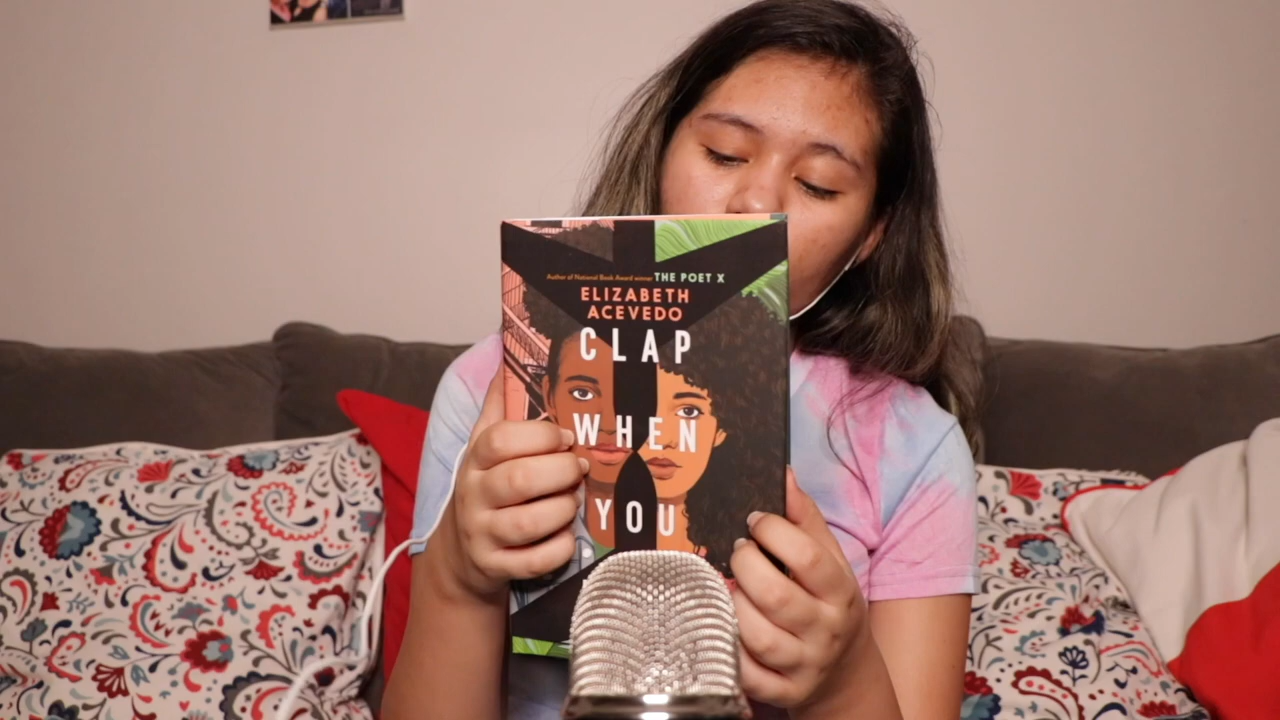 Author of National Book Award winner THE POET X
ELIZABETH
ACEVEDO
CLAP
WHEN
YOU